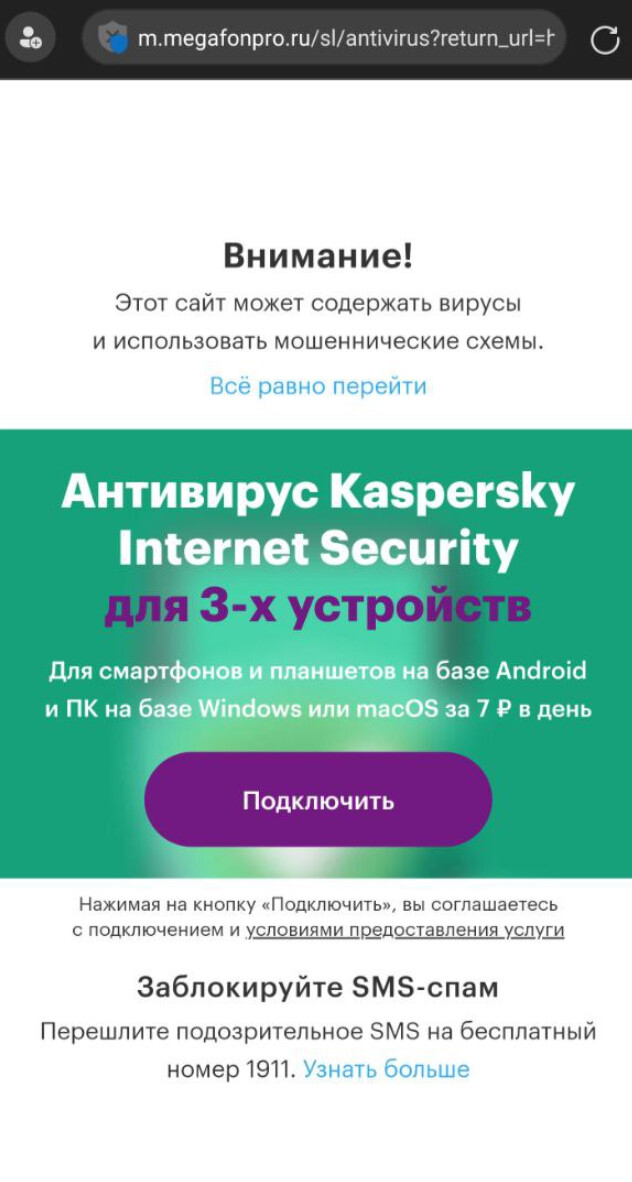 m.megafonpro.ru/sl/antivirus?return_url=h
Внимание!
Этот сайт может содержать вирусы
и использовать мошеннические схемы.
Всё равно перейти
Антивирус Kaspersky
Internet Security
для 3-х устройств
Для смартфонов и планшетов на базе Android
и ПК на базе Windows или macOS за 7 ₽ в день
Подключить
Нажимая на кнопку «Подключить», вы соглашаетесь
с подключением и условиями предоставления услуги
Заблокируйте SMS-спам
Перешлите подозрительное SMS на бесплатный
номер 1911. Узнать больше